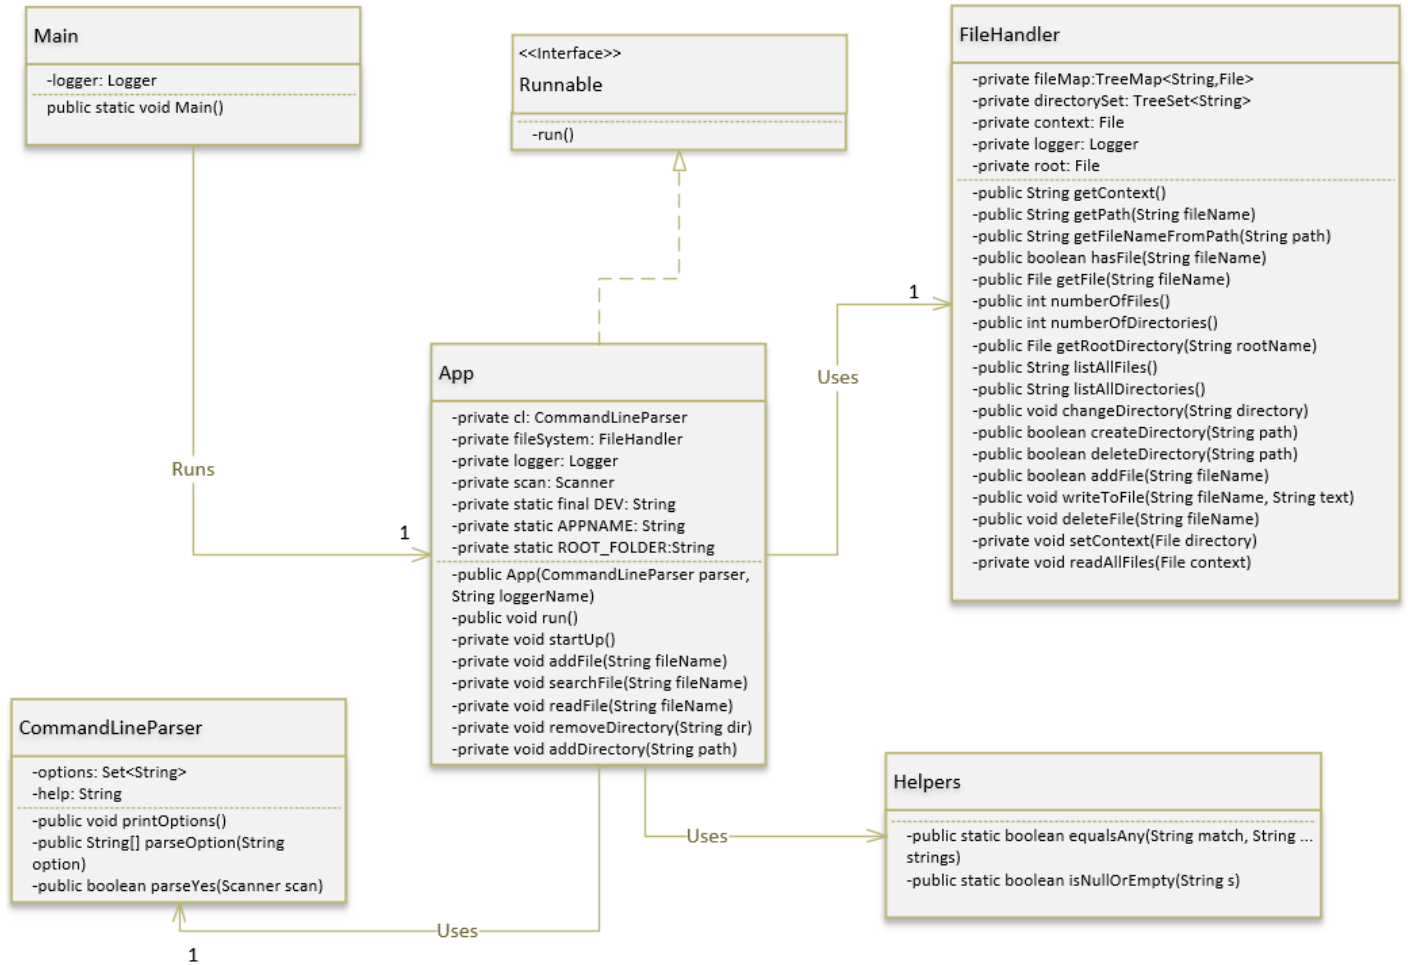 Main
-logger: Logger
public static void Main()
<<Interface>>
Runnable
-run()
FileHandler
-private fileMap:TreeMap<String,File>
-private directorySet: TreeSet<String>
-private context: File
-private logger: Logger
-private root: File
-public String getContext()
-public String getPath(String fileName)
-public String getFileNameFromPath(String path)
-public boolean hasFile(String fileName)
-public File getFile(String fileName)
-public int numberOfFiles()
-public int numberOfDirectories()
-public File getRootDirectory(String rootName)
-public String listAllFiles()
-public String listAllDirectories()
-public void changeDirectory(String directory)
-public boolean createDirectory(String path)
-public boolean deleteDirectory(String path)
-public boolean addFile(String fileName)
-public void writeToFile(String fileName, String text)
-public void deleteFile(String fileName)
-private void setContext(File directory)
-private void readAllFiles(File context)
1
Uses
Runs
1
App
-private cl: CommandLineParser
-private fileSystem: FileHandler
-private logger: Logger
-private scan: Scanner
-private static final DEV: String
-private static APPNAME: String
-private static ROOT_FOLDER:String
-public App(CommandLineParser parser,
String loggerName)
-public void run()
-private void startUp()
-private void addFile(String fileName)
-private void searchFile(String fileName)
-private void readFile(String fileName)
-private void removeDirectory(String dir)
-private void addDirectory(String path)
CommandLineParser
-options: Set<String>
-help: String
-public void printOptions()
-public String[] parseOption(String
option)
-public boolean parseYes(Scanner scan)
Uses
1
Uses
Helpers
-public static boolean equalsAny(String match, String ...
strings)
-public static boolean isNullOrEmpty(String s)